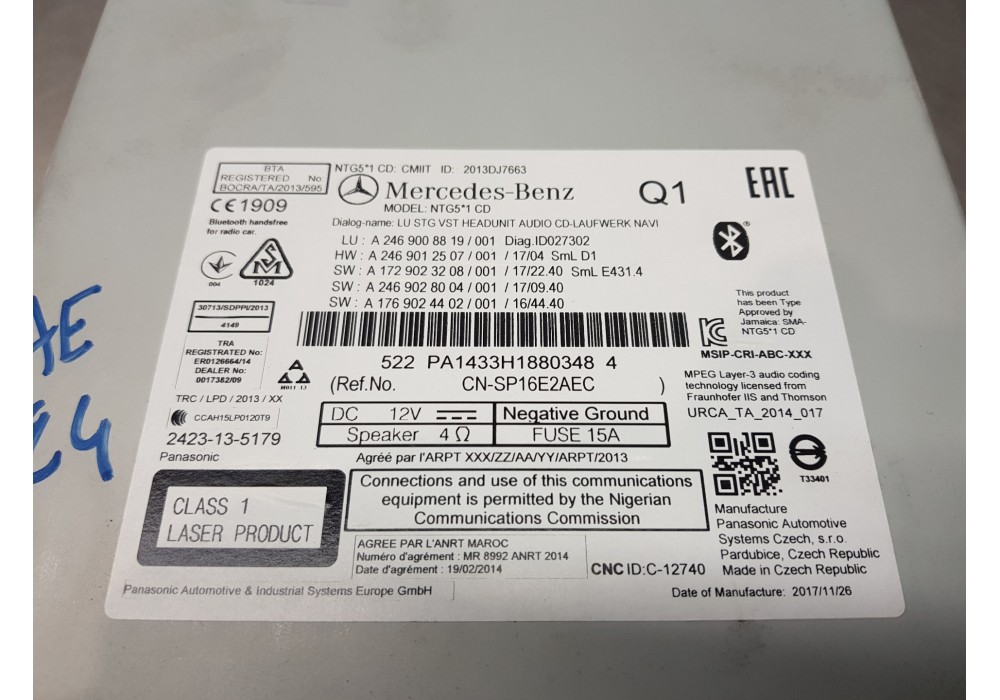 BTA
REGISTERED No
BOCRA/TA/2013/595
NTG5*1 CD: CMIIT ID: 2013DJ7663
Mercedes-Benz
MODEL: NTG5*1 CD
Q1
EAC
CE1909
Bluetooth handsfree
for radio car.
Dialog-name: LU STG VST HEADUNIT AUDIO CD-LAUFWERK NAVI
LU : A 246 900 88 19 / 001 Diag.ID027302
HW : A 246 901 25 07 / 001 / 17/04 SmL D1
SW : A 172 902 32 08 / 001 / 17/22.40 SmL E431.4
SW : A 246 902 80 04 / 001 / 17/09.40
SW : A 176 902 44 02 / 001 / 16/44.40
004
1024
30713/SDPPI/2013
4149
TRA
REGISTRATED No:
ER0126664/14
DEALER No:
0017382/09
M011 13
TRC / LPD / 2013 / XX
CCAH15LP0120T9
2423-13-5179
Panasonic
522 PA1433H1880348 4
(Ref.No. CN-SP16E2AEC )
DC 12V
Negative Ground
Speaker 4 Ω
FUSE 15A
Agréé par l'ARPT XXX/ZZ/AA/YY/ARPT/2013
This product
has been Type
Approved by
Jamaica: SMA-
NTG5*1 CD
MSIP-CRI-ABC-XXX
MPEG Layer-3 audio coding
technology licensed from
Fraunhofer IIS and Thomson
URCA_TA_2014_017
T33401
CLASS 1
LASER PRODUCT
Connections and use of this communications
equipment is permitted by the Nigerian
Communications Commission
AGREE PAR L'ANRT MAROC
Numéro d'agrément : MR 8992 ANRT 2014
Date d'agrément : 19/02/2014
CNC ID:C-12740
Manufacture
Panasonic Automotive
Systems Czech, s.r.o.
Pardubice, Czech Republic
Made in Czech Republic
Panasonic Automotive & Industrial Systems Europe GmbH
Date of Manufacture: 2017/11/26